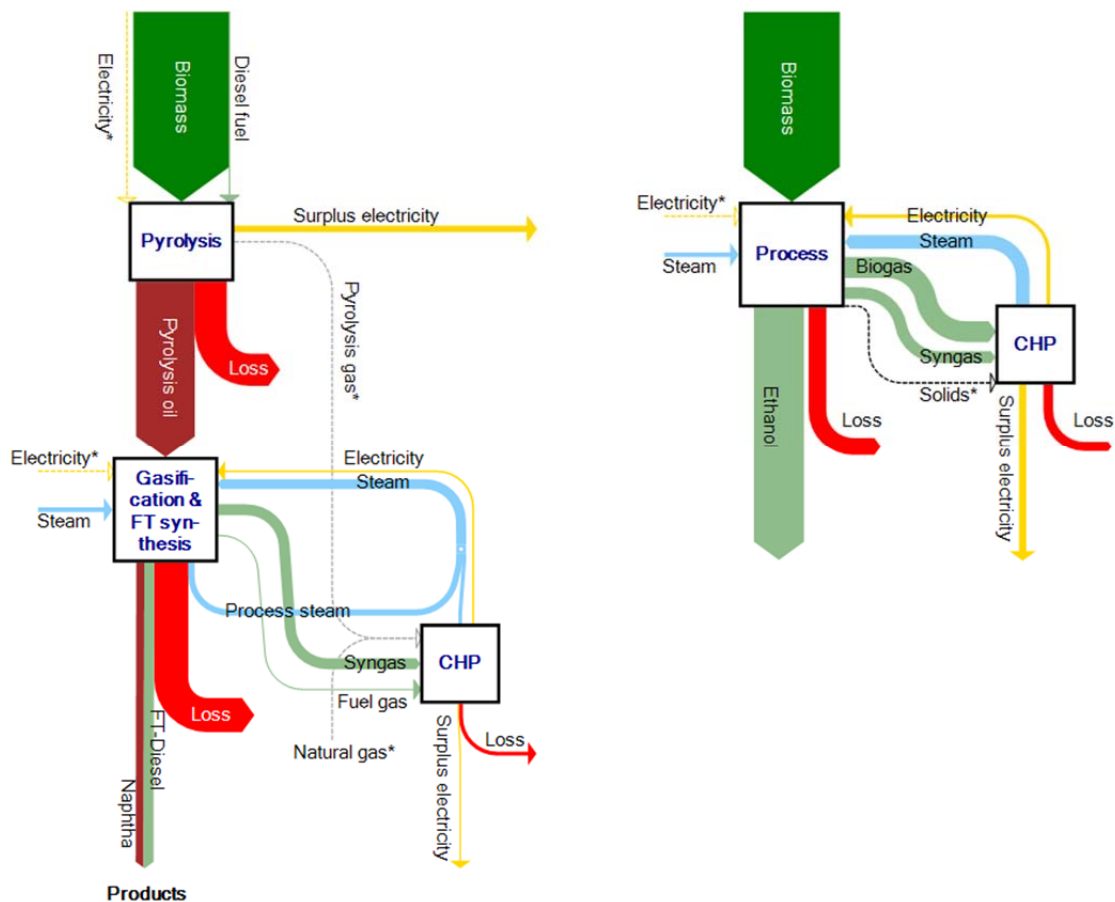 Electricity*
Biomass
Diesel fuel
Pyrolysis
Surplus electricity
Pyrolysis gas*
Pyrolysis oil
Loss
Electricity*
Steam
Gasifi-
cation &
FT syn-
thesis
Electricity
Steam
Process steam
Syngas
Fuel gas
Natural gas*
CHP
Loss
Surplus electricity
Loss
FT-Diesel
Naphtha
Products
Biomass
Electricity*
Steam
Process
Electricity
Steam
Biogas
Syngas
Solids*
CHP
Ethanol
Loss
Surplus electricity
Loss